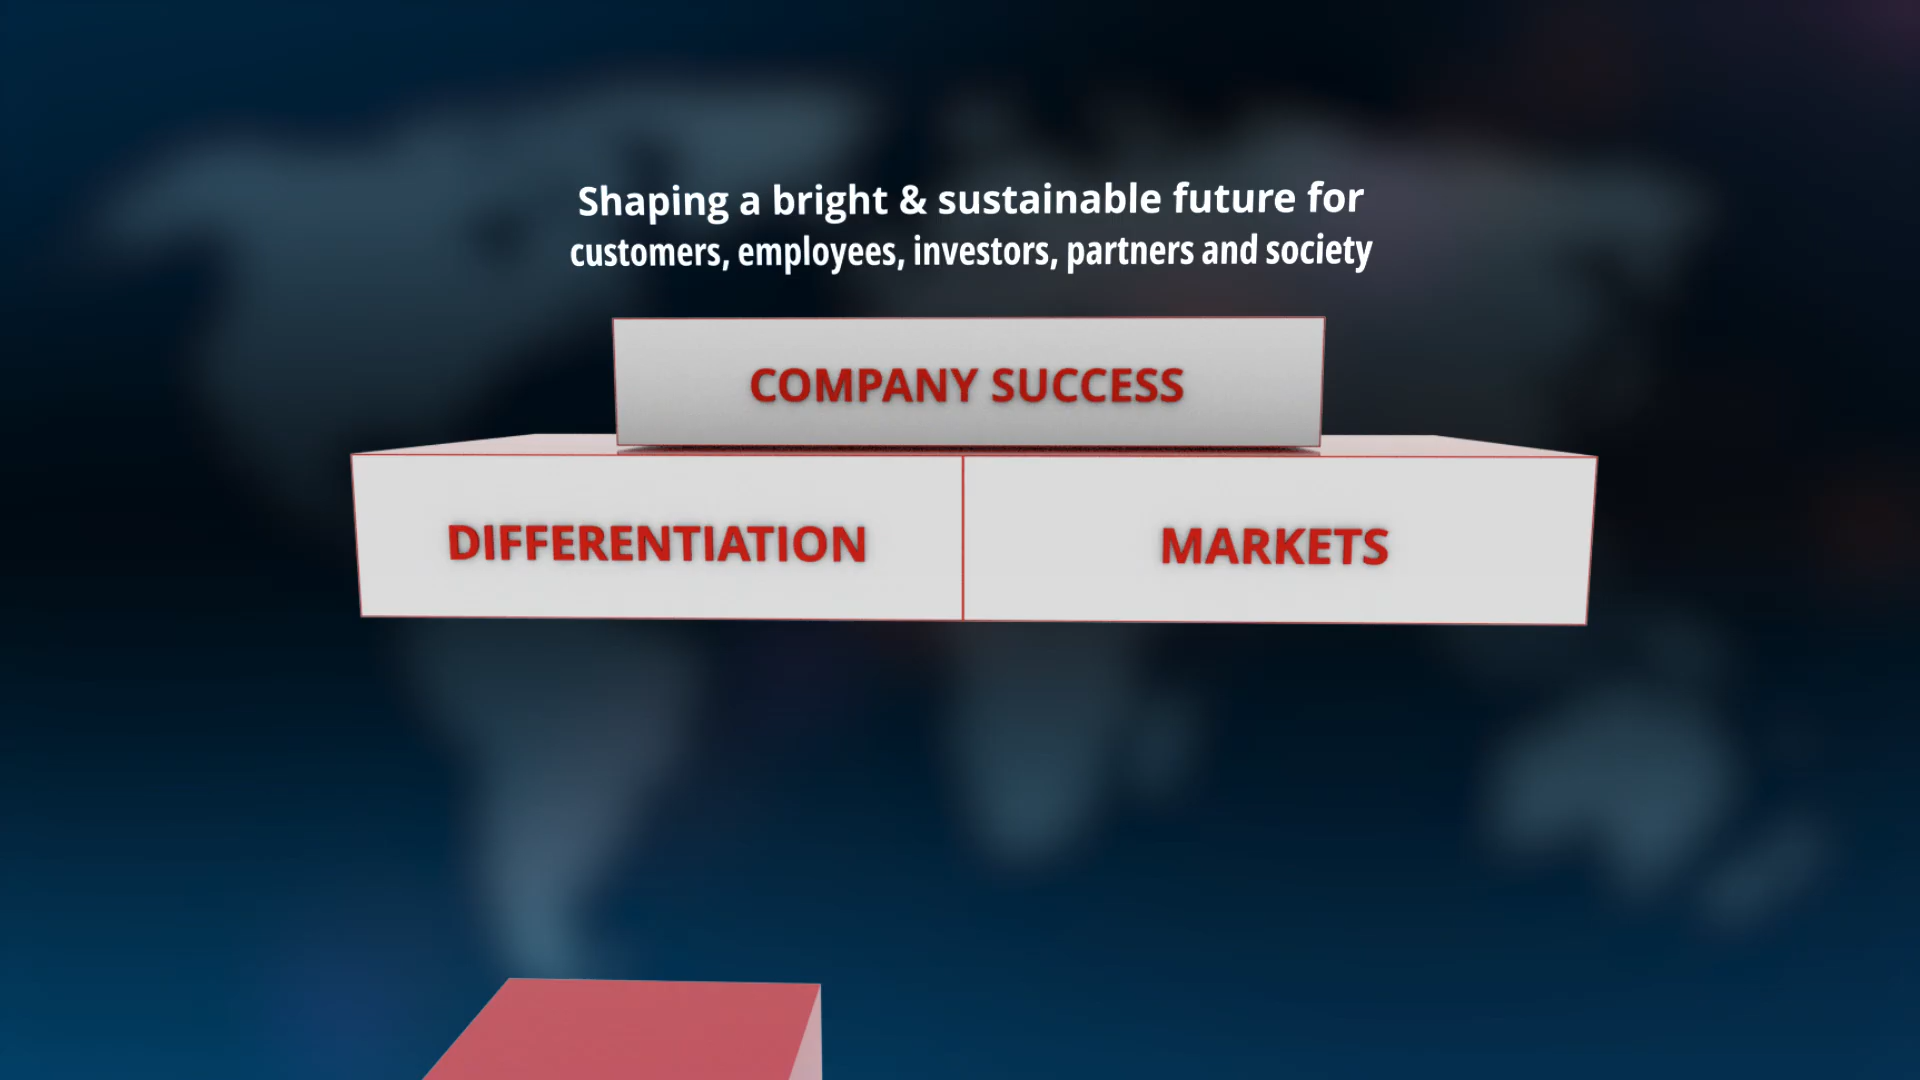 Shaping a bright & sustainable future for
customers, employees, investors, partners and society
COMPANY SUCCESS
DIFFERENTIATION
MARKETS